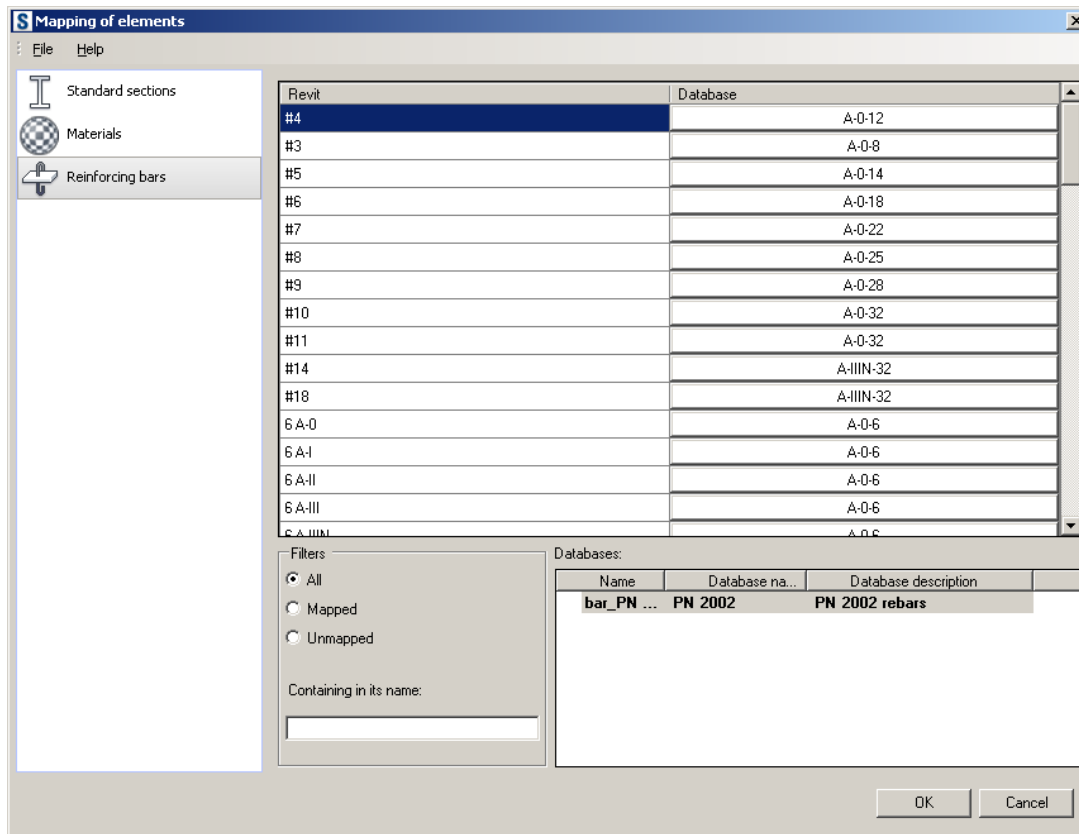 S Mapping of elements
File Help
Standard sections
Materials
Reinforcing bars
Revit Database
#4 A-0-12
#3 A-0-8
#5 A-0-14
#6 A-0-18
#7 A-0-22
#8 A-0-25
#9 A-0-28
#10 A-0-32
#11 A-0-32
#14 A-IIIN-32
#18 A-IIIN-32
6 A-0 A-0-6
6 A-I A-0-6
6 A-II A-0-6
6 A-III A-0-6
6 A-IIIN A-0-6
Filters
All
Mapped
Unmapped
Containing in its name:
Databases:
Name Database na... Database description
bar_PN ... PN 2002 PN 2002 rebars
OK Cancel